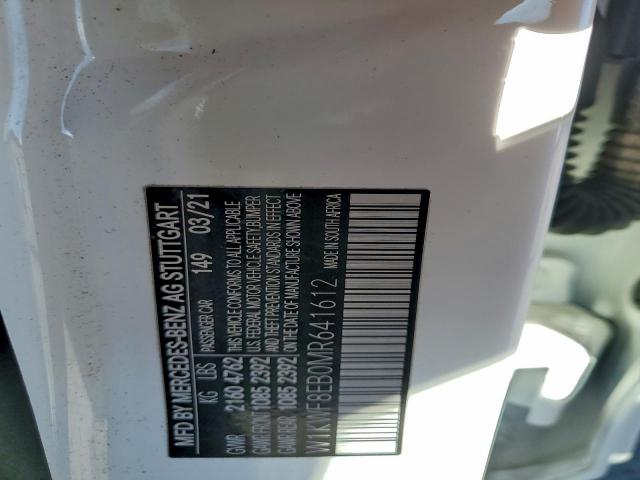 MFD BY MERCEDES-BENZ AG STUTTGART
KG LBS PASSENGER CAR 149 03/21
GVWR 2160 4762 THIS VEHICLE CONFORMS TO ALL APPLICABLE
GAWR FRONT 1085 2392 U.S. FEDERAL MOTOR VEHICLE SAFETY, BUMPER
GAWR REAR 1085 2392 AND THEFT PREVENTION STANDARDS IN EFFECT
ON THE DATE OF MANUFACTURE SHOWN ABOVE
W1KWF8EB0MR641612 MADE IN SOUTH AFRICA